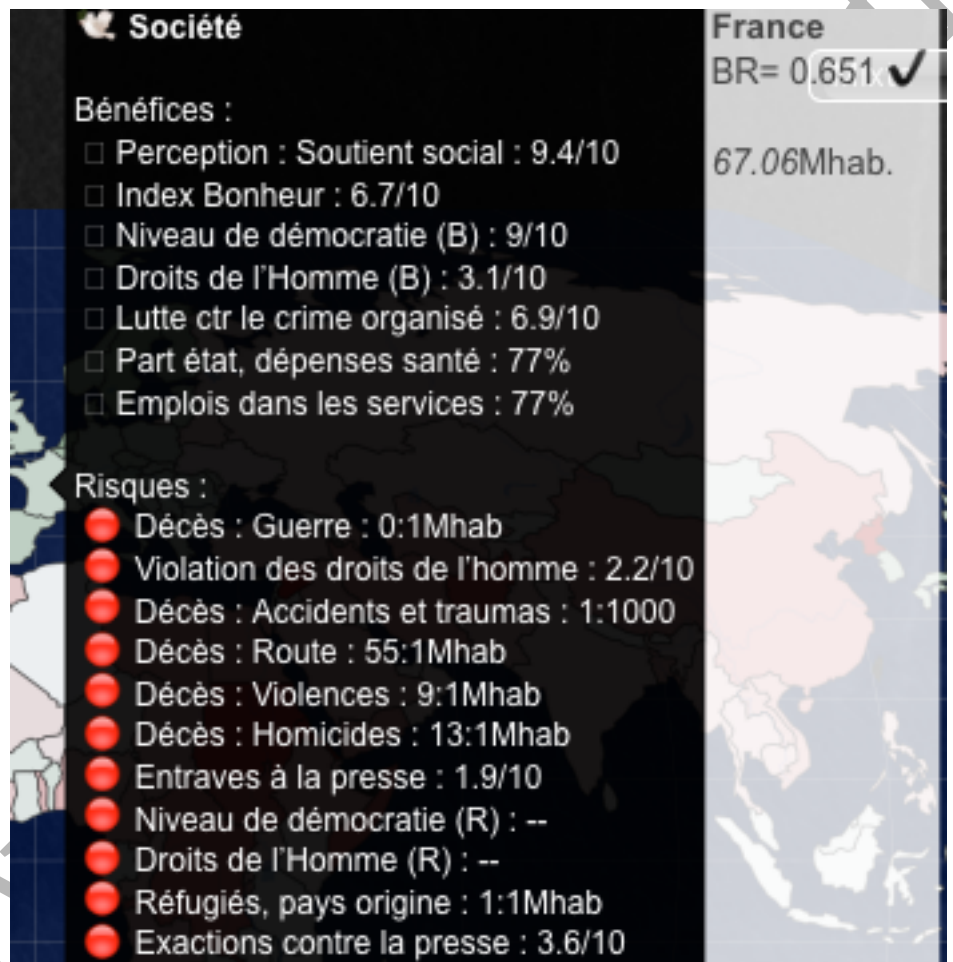 Société
Bénéfices :
Perception : Soutient social : 9.4/10
Index Bonheur : 6.7/10
Niveau de démocratie (B) : 9/10
Droits de l'Homme (B) : 3.1/10
Lutte ctr le crime organisé : 6.9/10
Part état, dépenses santé : 77%
Emplois dans les services : 77%
Risques :
Décès : Guerre : 0:1Mhab
Violation des droits de l'homme : 2.2/10
Décès : Accidents et traumas : 1:1000
Décès : Route : 55:1Mhab
Décès : Violences : 9:1Mhab
Décès : Homicides : 13:1Mhab
Entraves à la presse : 1.9/10
Niveau de démocratie (R) : --
Droits de l'Homme (R) : --
Réfugiés, pays origine : 1:1Mhab
Exactions contre la presse : 3.6/10
France
BR= 0.651 ✓
67.06Mhab.